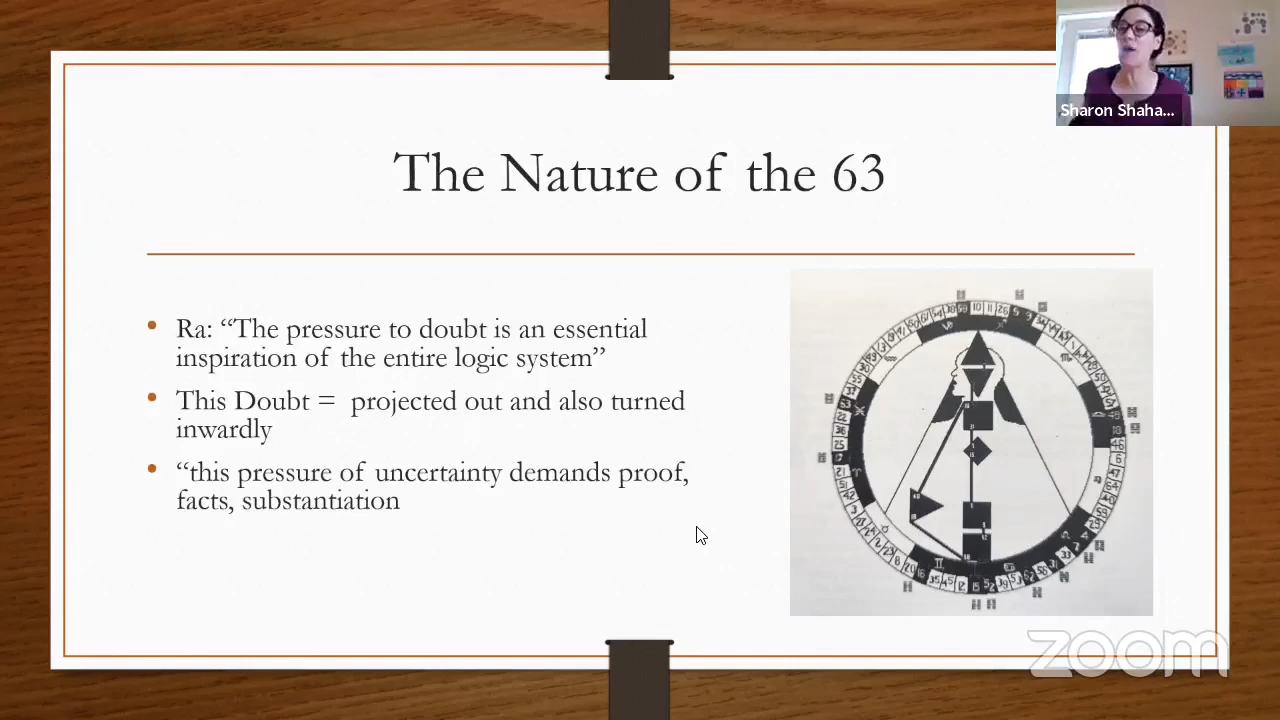 Sharon Shaha...
The Nature of the 63
• Ra: “The pressure to doubt is an essential
inspiration of the entire logic system”
• This Doubt = projected out and also turned
inwardly
• “this pressure of uncertainty demands proof,
facts, substantiation
zoom